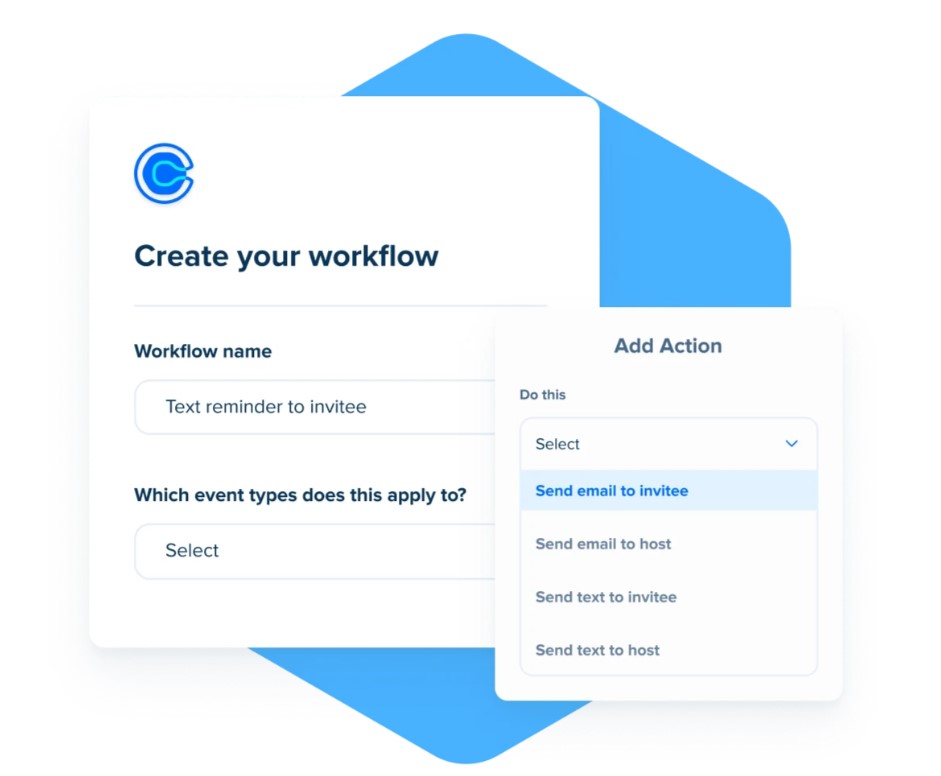 Create your workflow
Workflow name
Text reminder to invitee
Which event types does this apply to?
Select
Add Action
Do this
Select
Send email to invitee
Send email to host
Send text to invitee
Send text to host